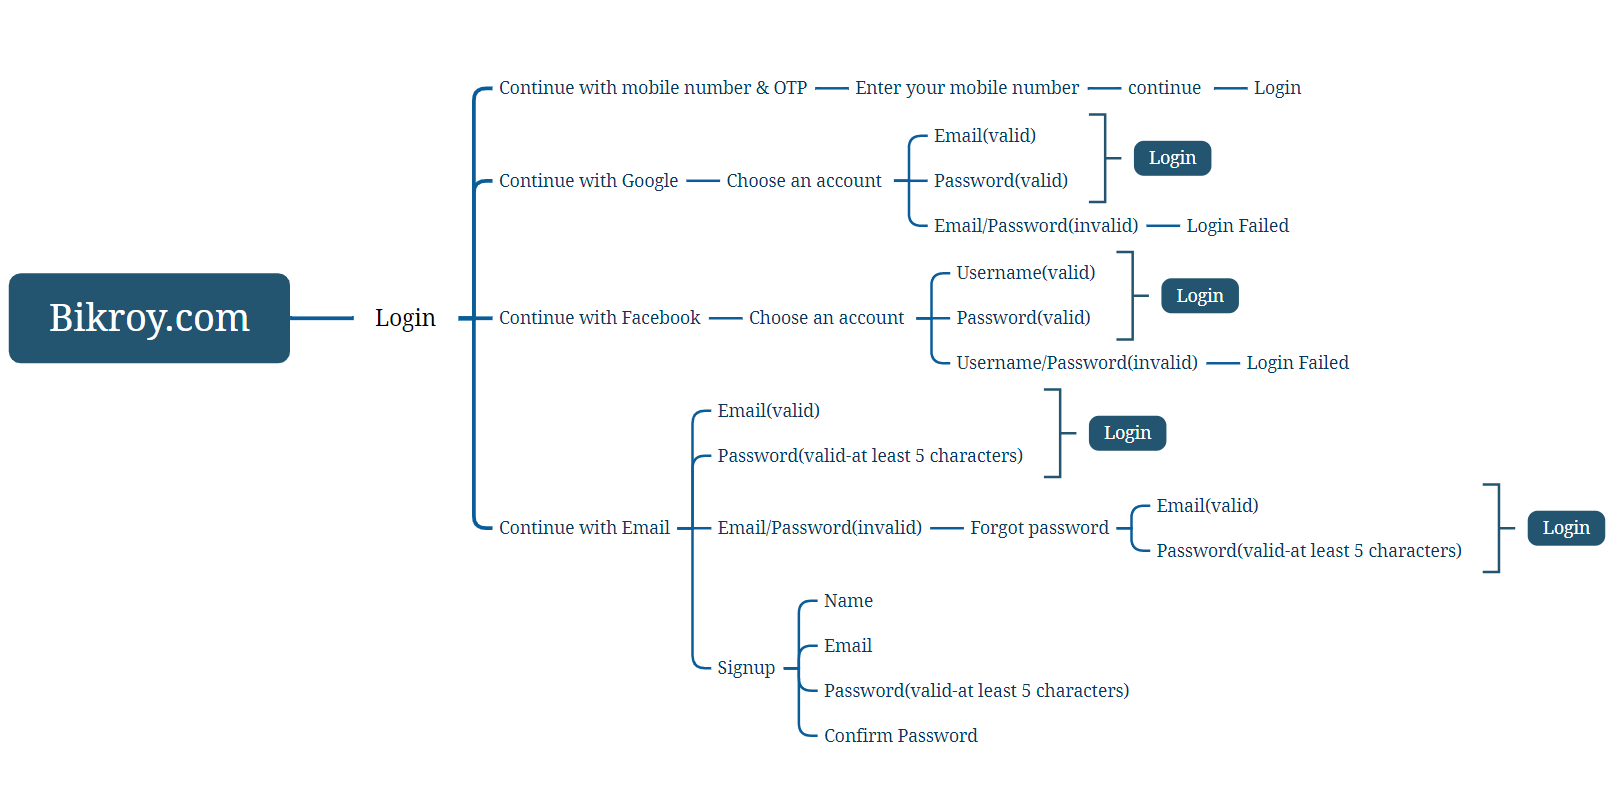 Bikroy.com
Login
Continue with mobile number & OTP
Enter your mobile number
continue
Login
Continue with Google
Choose an account
Email(valid)
Password(valid)
Login
Email/Password(invalid)
Login Failed
Continue with Facebook
Choose an account
Username(valid)
Password(valid)
Login
Username/Password(invalid)
Login Failed
Continue with Email
Email(valid)
Password(valid-at least 5 characters)
Login
Email/Password(invalid)
Forgot password
Email(valid)
Password(valid-at least 5 characters)
Login
Signup
Name
Email
Password(valid-at least 5 characters)
Confirm Password